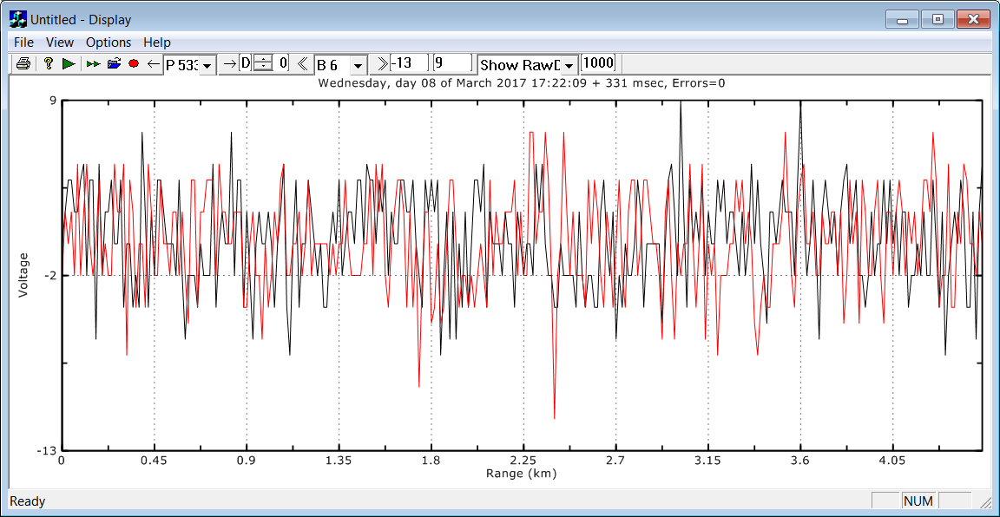 Untitled - Display
File View Options Help
P 533 D 0 B 6 -13 9 Show RawD 1000
Wednesday, day 08 of March 2017 17:22:09 + 331 msec, Errors=0
9
Voltage
-2
-13
0 0.45 0.9 1.35 1.8 2.25 2.7 3.15 3.6 4.05
Range (km)
Ready NUM